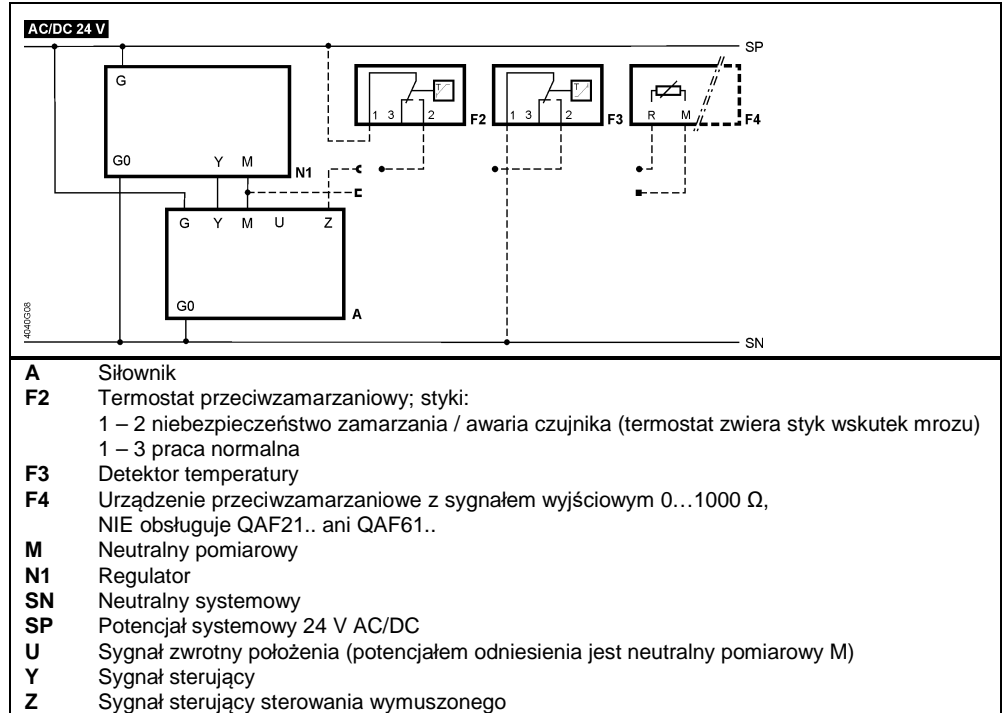 AC/DC 24 V
SP
G
G0 Y M
N1
1 3 2
F2
1 3 2
F3
R M
F4
G Y M U Z
G0
A
SN
4040G08
A Siłownik
F2 Termostat przeciwzamarzaniowy; styki:
1 – 2 niebezpieczeństwo zamarzania / awaria czujnika (termostat zwiera styk wskutek mrozu)
1 – 3 praca normalna
F3 Detektor temperatury
F4 Urządzenie przeciwzamarzaniowe z sygnałem wyjściowym 0…1000 Ω,
NIE obsługuje QAF21.. ani QAF61..
M Neutralny pomiarowy
N1 Regulator
SN Neutralny systemowy
SP Potencjał systemowy 24 V AC/DC
U Sygnał zwrotny położenia (potencjałem odniesienia jest neutralny pomiarowy M)
Y Sygnał sterujący
Z Sygnał sterujący sterowania wymuszonego